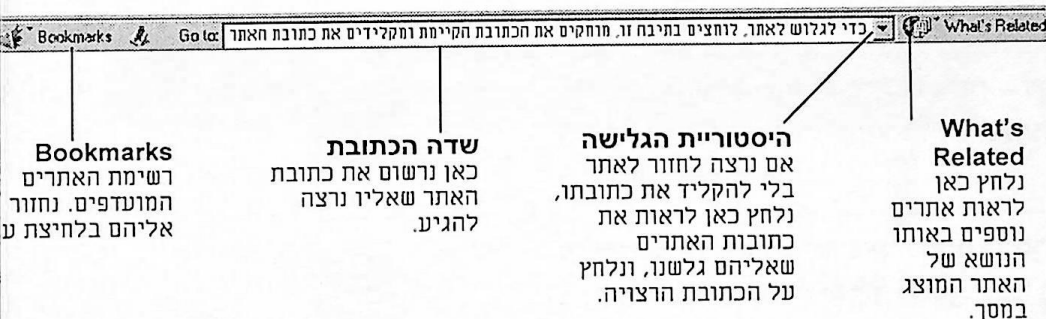 Bookmarks Go to: כדי לגלוש לאתר, לוחצים בתיבח זו, מוחקים את הכתובת הקיימת ומקלידים את כתובת האתר What's Related
What's
Related
נלחץ כאן
לראות אתרים
נוספים באותו
הנושא של
האתר המוצג
במסך.
היסטוריית הגלישה
אם נרצה לחזור לאתר
בלי להקליד את כתובתו,
נלחץ כאן לראות את
כתובות האתרים
שאליהם גלשנו, ונלחץ
על הכתובת הרצויה.
שדה הכתובת
כאן נרשום את כתובת
האתר שאליו נרצה
להגיע.
Bookmarks
רשימת האתרים
המועדפים. נחזור
אליהם בלחיצת